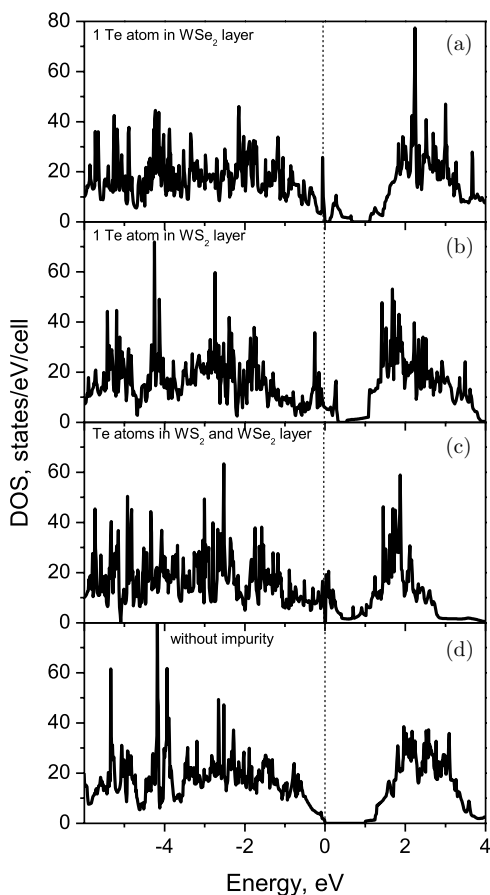 80
1 Te atom in WSe₂ layer
(a)
60
40
20
0
1 Te atom in WS₂ layer
(b)
60
40
20
0
Te atoms in WS₂ and WSe₂ layer
(c)
60
40
20
0
without impurity
(d)
60
40
20
0
DOS, states/eV/cell
-4 -2 0 2 4
Energy, eV